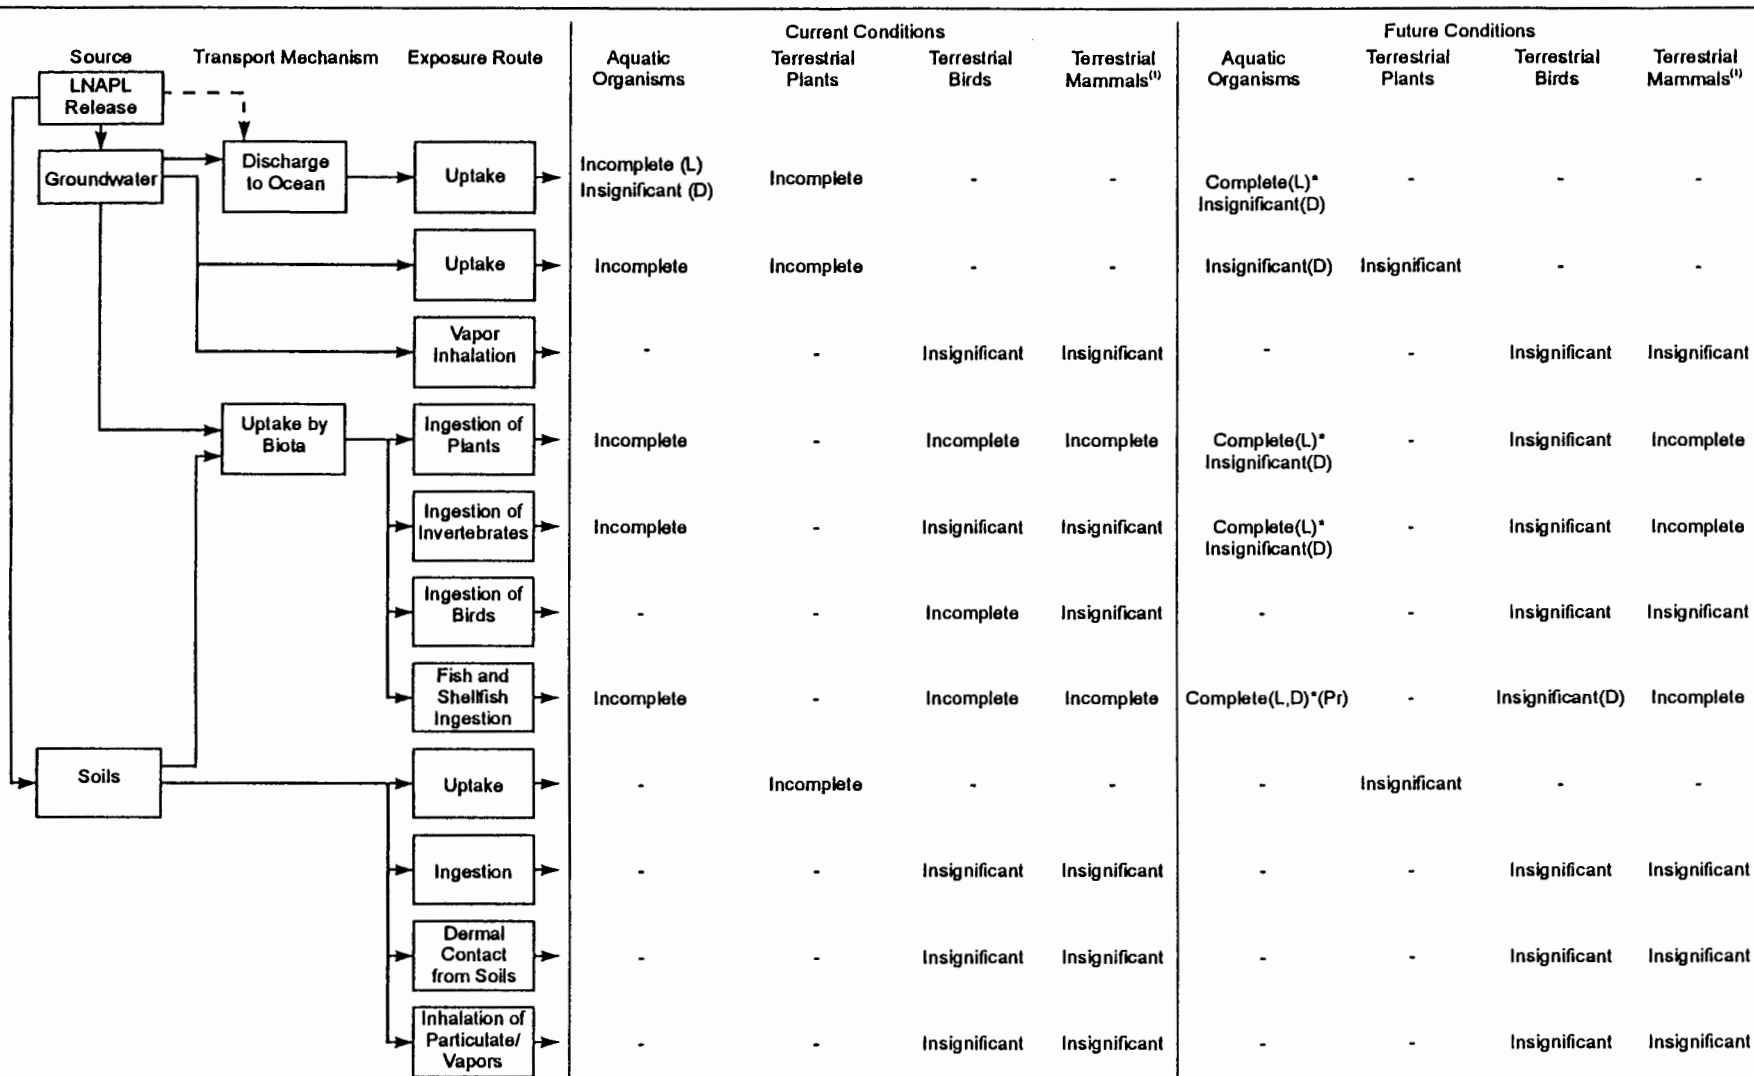 Current Conditions Future Conditions
Source Transport Mechanism Exposure Route Aquatic Terrestrial Terrestrial Terrestrial Aquatic Terrestrial Terrestrial Terrestrial
Organisms Plants Birds Mammals(1) Organisms Plants Birds Mammals(1)
LNAPL
Release
Groundwater
Discharge
to Ocean
Uptake
Incomplete (L)
Insignificant (D)
Incomplete - -
Complete(L)*
Insignificant(D)
- - -
Uptake Incomplete Incomplete - - Insignificant(D) Insignificant - -
Vapor
Inhalation
- - Insignificant Insignificant - - Insignificant Insignificant
Uptake by
Biota
Ingestion of
Plants
Incomplete - Incomplete Incomplete
Complete(L)*
Insignificant(D)
- Insignificant Incomplete
Ingestion of
Invertebrates
Incomplete - Insignificant Insignificant
Complete(L)*
Insignificant(D)
- Insignificant Incomplete
Ingestion of
Birds
- - Incomplete Insignificant - - Insignificant Insignificant
Fish and
Shellfish
Ingestion
Incomplete - Incomplete Incomplete Complete(L,D)*(Pr) - Insignificant(D) Incomplete
Soils
Uptake - Incomplete - - - Insignificant - -
Ingestion - - Insignificant Insignificant - - Insignificant Insignificant
Dermal
Contact
from Soils
- - Insignificant Insignificant - - Insignificant Insignificant
Inhalation of
Particulate/
Vapors
- - Insignificant Insignificant - - Insignificant Insignificant